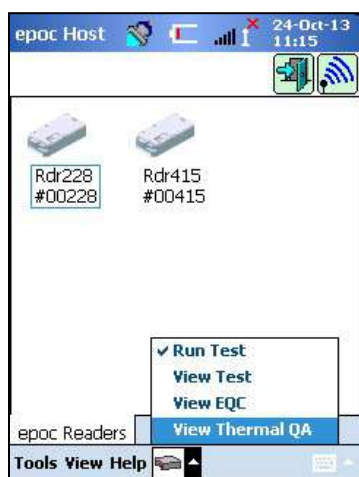 epoc Host 24-Oct-13
11:15
Rdr228 Rdr415
#00228 #00415
Run Test
View Test
View EQC
View Thermal QA
epoc Readers
Tools View Help